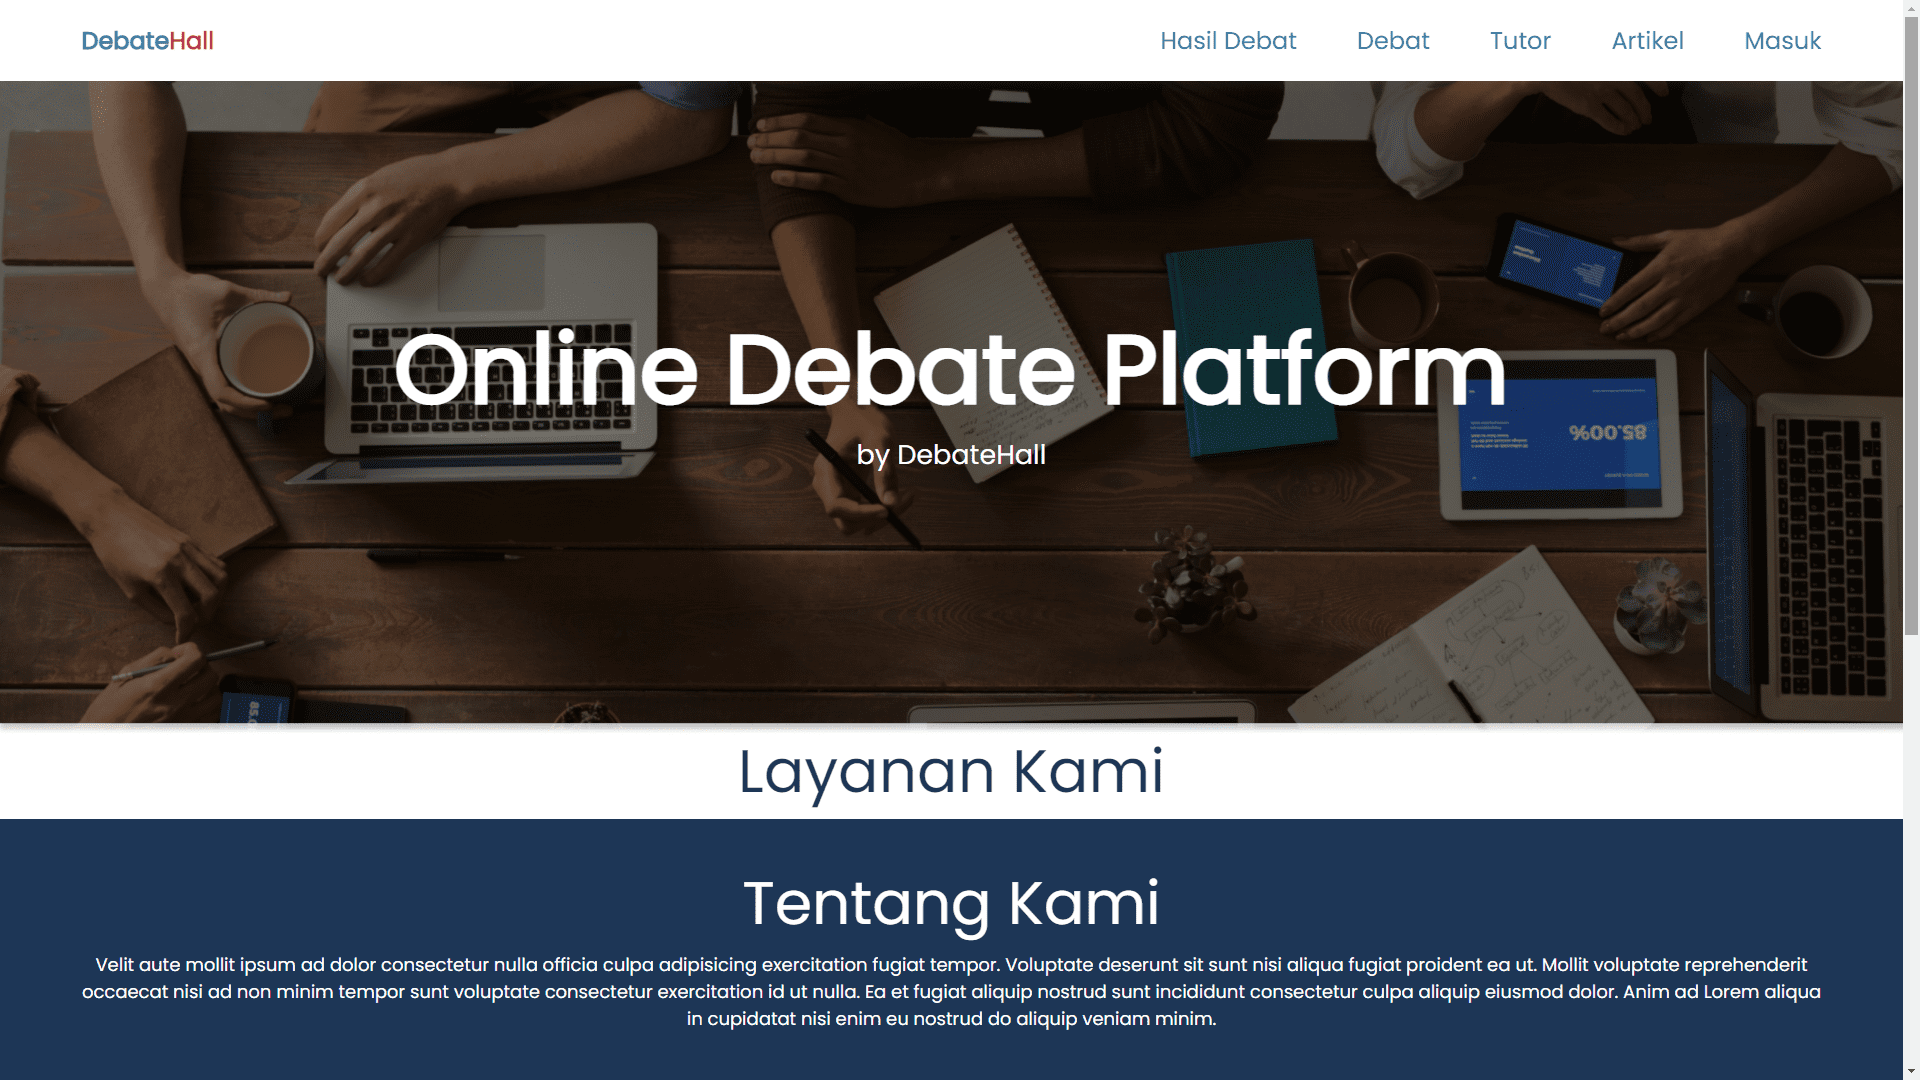 DebateHall
Hasil Debat
Debat
Tutor
Artikel
Masuk
Online Debate Platform
by DebateHall
85.00%
Layanan Kami
Tentang Kami
Velit aute mollit ipsum ad dolor consectetur nulla officia culpa adipisicing exercitation fugiat tempor. Voluptate deserunt sit sunt nisi aliqua fugiat proident ea ut. Mollit voluptate reprehenderit
occaecat nisi ad non minim tempor sunt voluptate consectetur exercitation id ut nulla. Ea et fugiat aliquip nostrud sunt incididunt consectetur culpa aliquip eiusmod dolor. Anim ad Lorem aliqua
in cupidatat nisi enim eu nostrud do aliquip veniam minim.